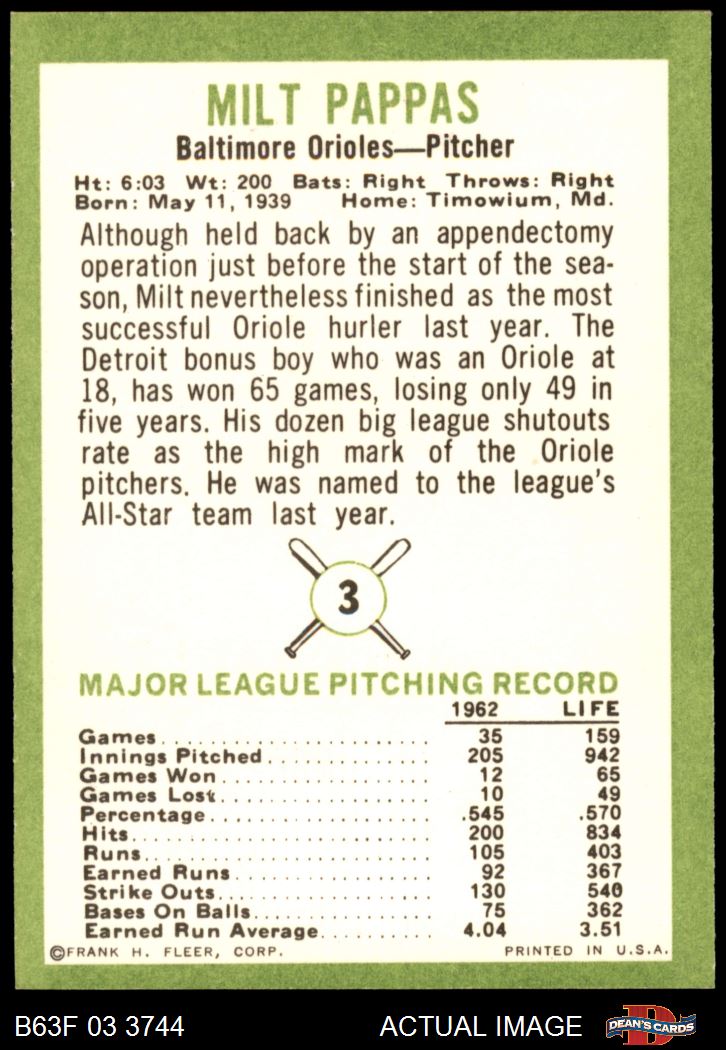 MILT PAPPAS
Baltimore Orioles—Pitcher
Ht: 6:03 Wt: 200 Bats: Right Throws: Right
Born: May 11, 1939 Home: Timowium, Md.
Although held back by an appendectomy
operation just before the start of the sea-
son, Milt nevertheless finished as the most
successful Oriole hurler last year. The
Detroit bonus boy who was an Oriole at
18, has won 65 games, losing only 49 in
five years. His dozen big league shutouts
rate as the high mark of the Oriole
pitchers. He was named to the league's
All-Star team last year.
3
MAJOR LEAGUE PITCHING RECORD
1962 LIFE
Games 35 159
Innings Pitched 205 942
Games Won 12 65
Games Lost 10 49
Percentage .545 .570
Hits 200 834
Runs 105 403
Earned Runs 92 367
Strike Outs 130 540
Bases On Balls 75 362
Earned Run Average 4.04 3.51
©FRANK H. FLEER, CORP. PRINTED IN U.S.A.
B63F 03 3744 ACTUAL IMAGE D DEAN'S CARDS